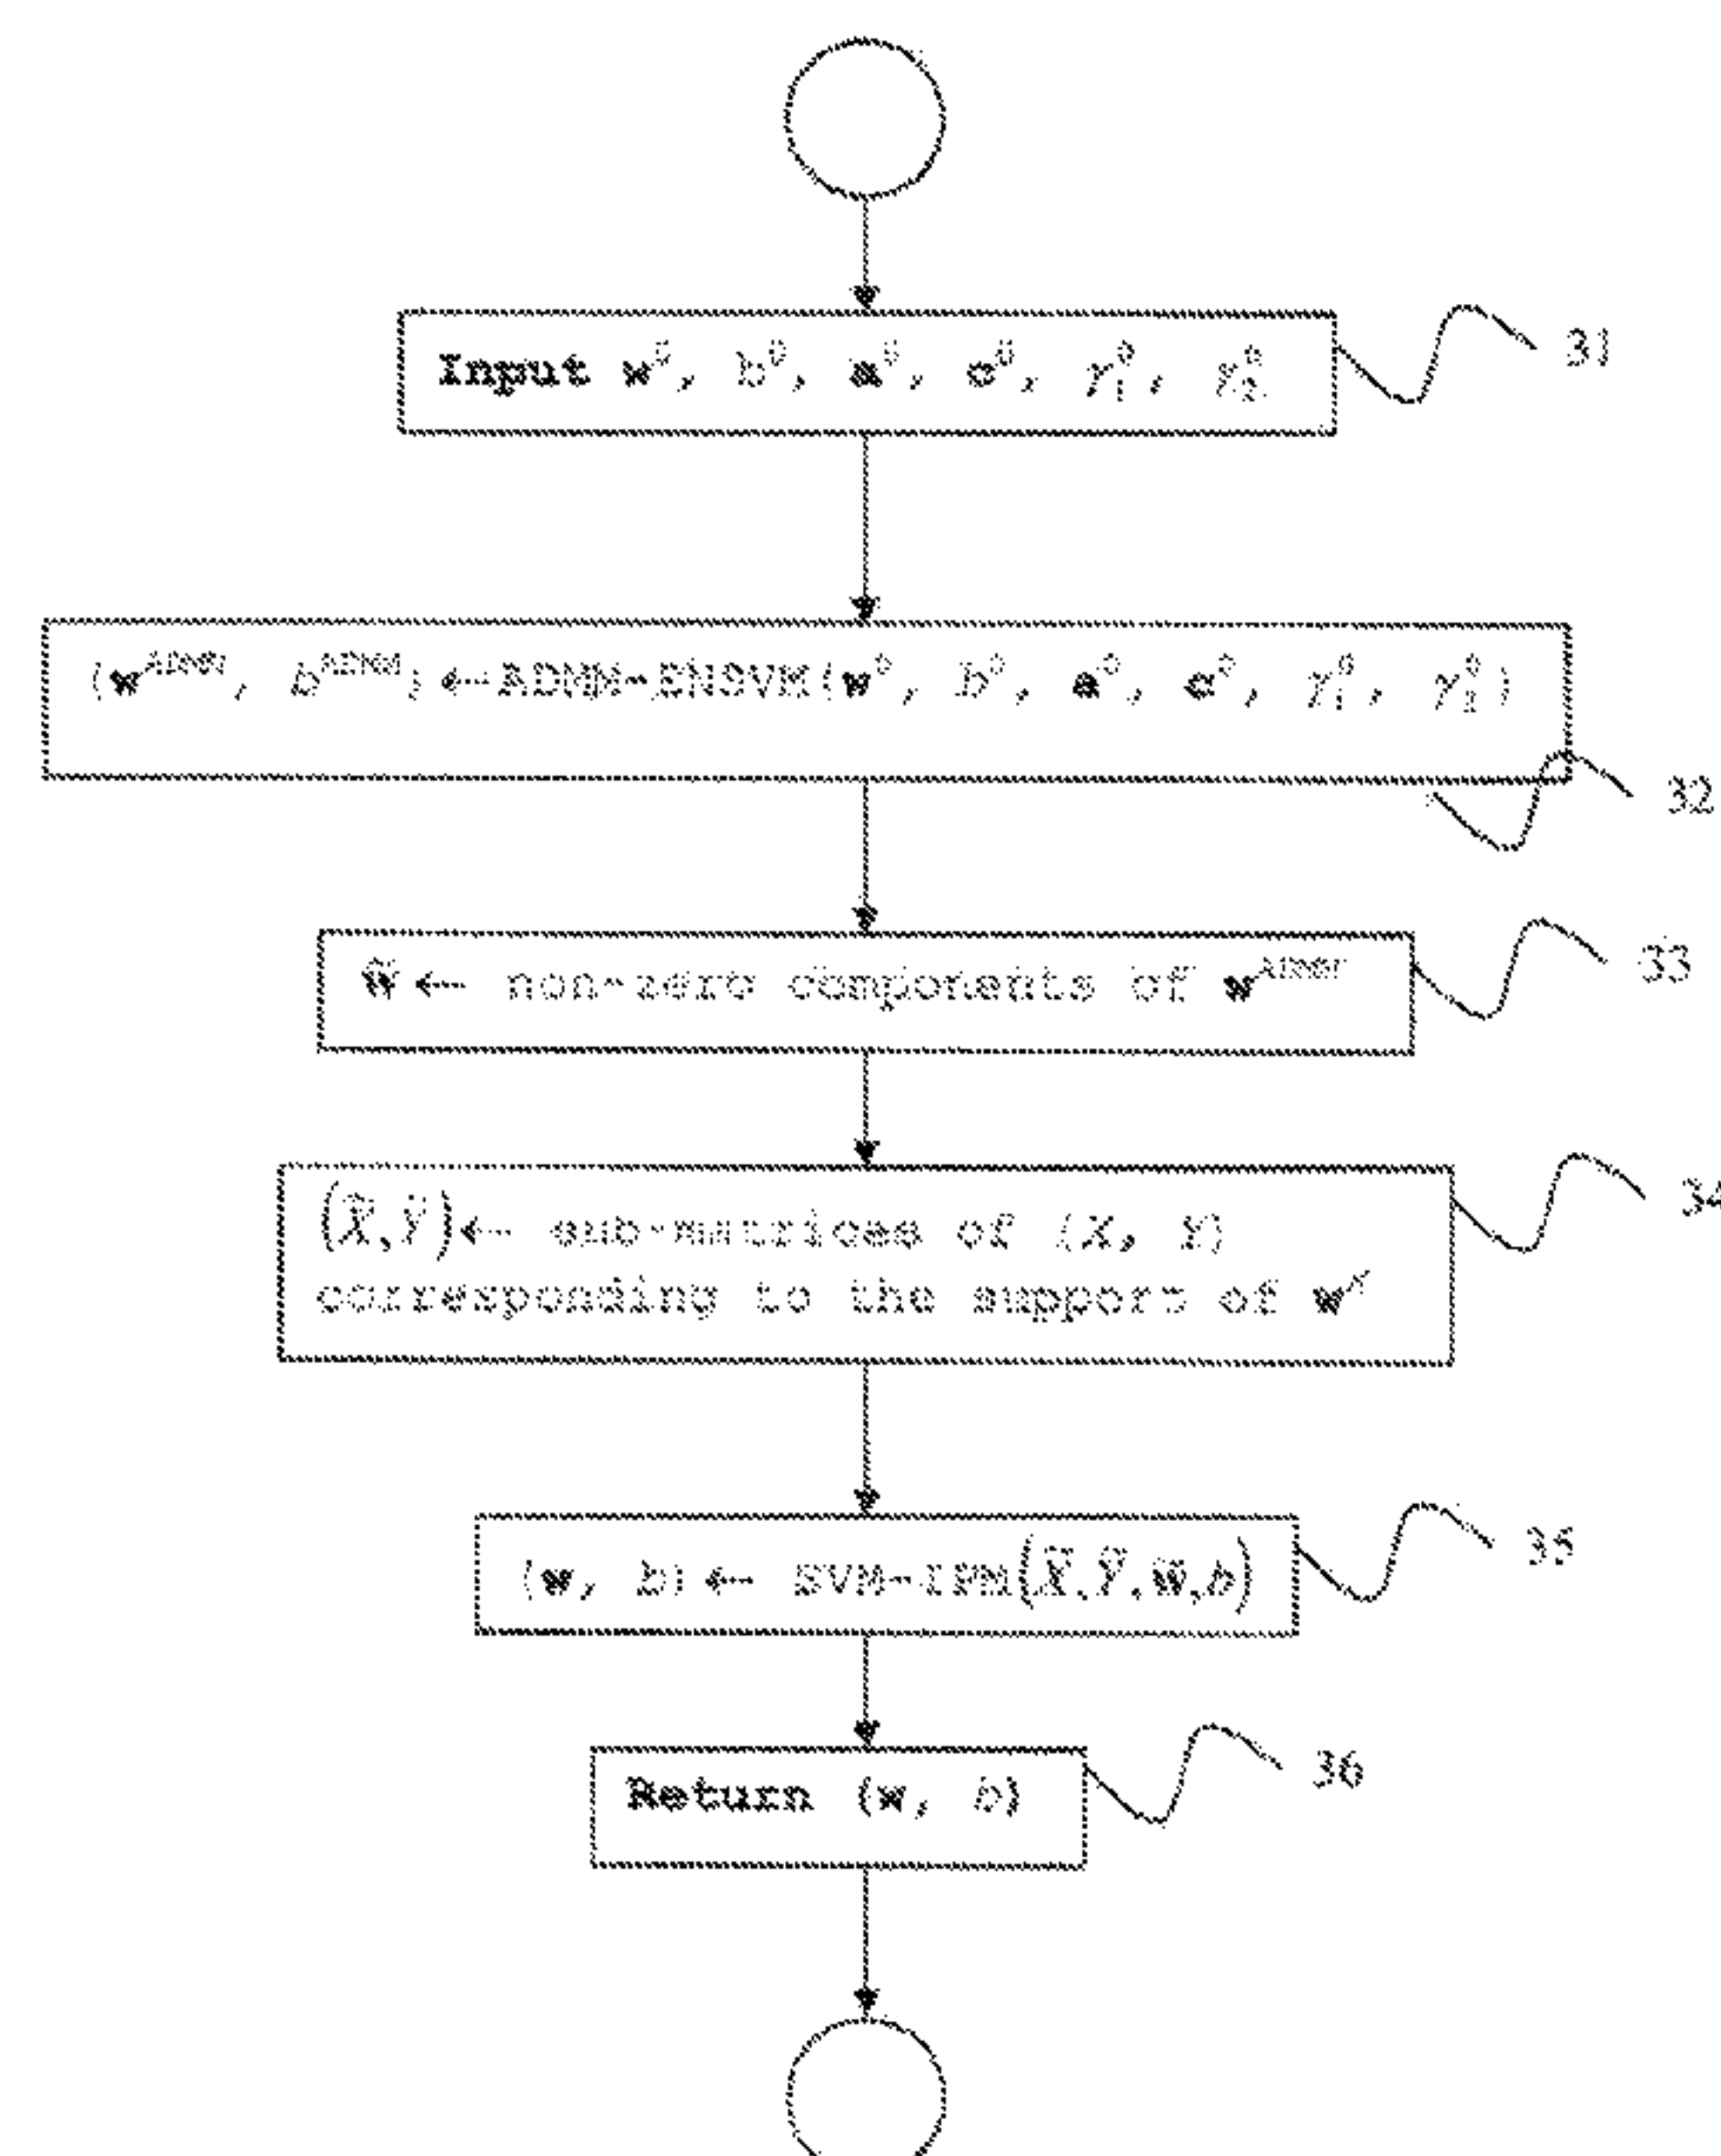 Input w⁰, b⁰, a⁰, c⁰, γ₁⁰, γ₂⁰
31
(w^ADMM, b^ADMM) ← ADMM-ENSVM(w⁰, b⁰, a⁰, c⁰, γ₁⁰, γ₂⁰)
32
w̃ ← non-zero components of w^ADMM
33
(X̃, Ỹ) ← sub-matrices of (X, Y)
corresponding to the support of w
34
(w, b) ← SVM-IPM(X̃, Ỹ, w̃, b)
35
Return (w, b)
36